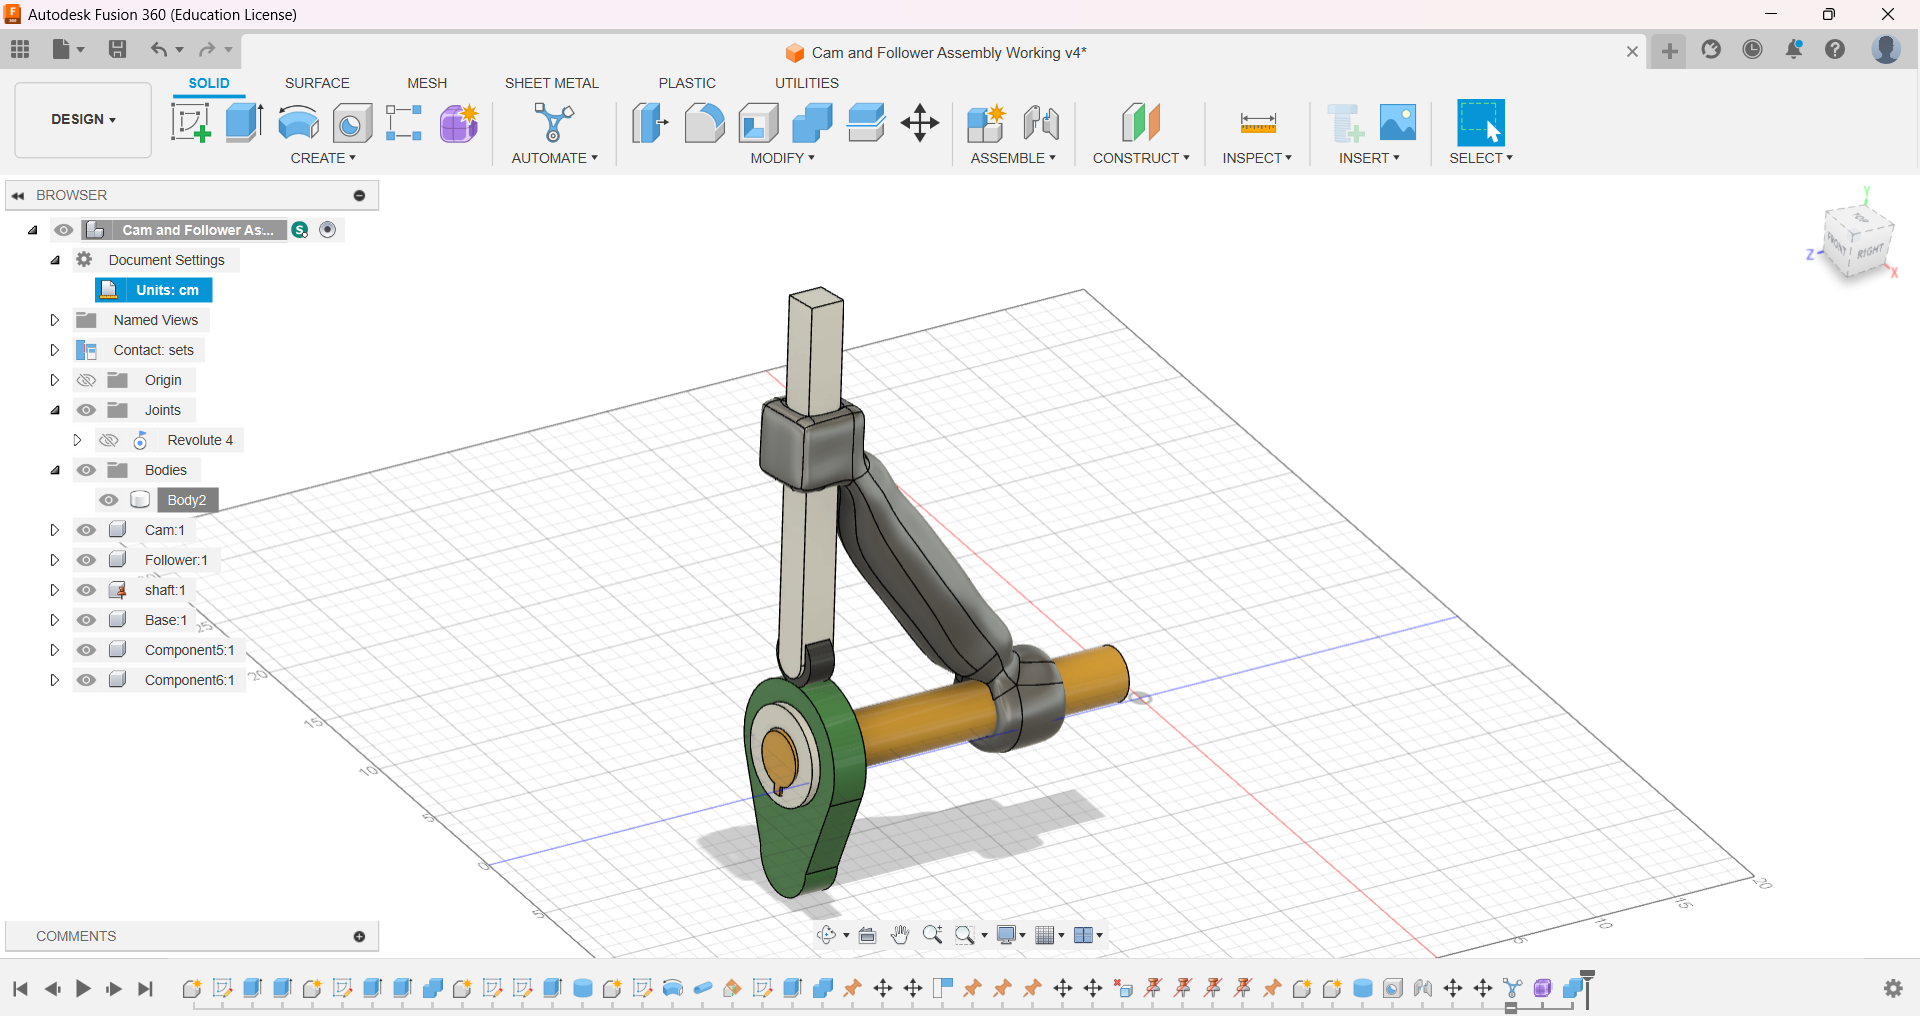 Autodesk Fusion 360 (Education License)
Cam and Follower Assembly Working v4*
DESIGN
SOLID
SURFACE
MESH
SHEET METAL
PLASTIC
UTILITIES
CREATE
AUTOMATE
MODIFY
ASSEMBLE
CONSTRUCT
INSPECT
INSERT
SELECT
BROWSER
Cam and Follower As...
S
Document Settings
Units: cm
Named Views
Contact: sets
Origin
Joints
Revolute 4
Bodies
Body2
Cam:1
Follower:1
shaft:1
Base:1
Component5:1
Component6:1
COMMENTS
Y
TOP
FRONT
RIGHT
Z
X
25
20
15
10
5
0
5
5
10
15
20